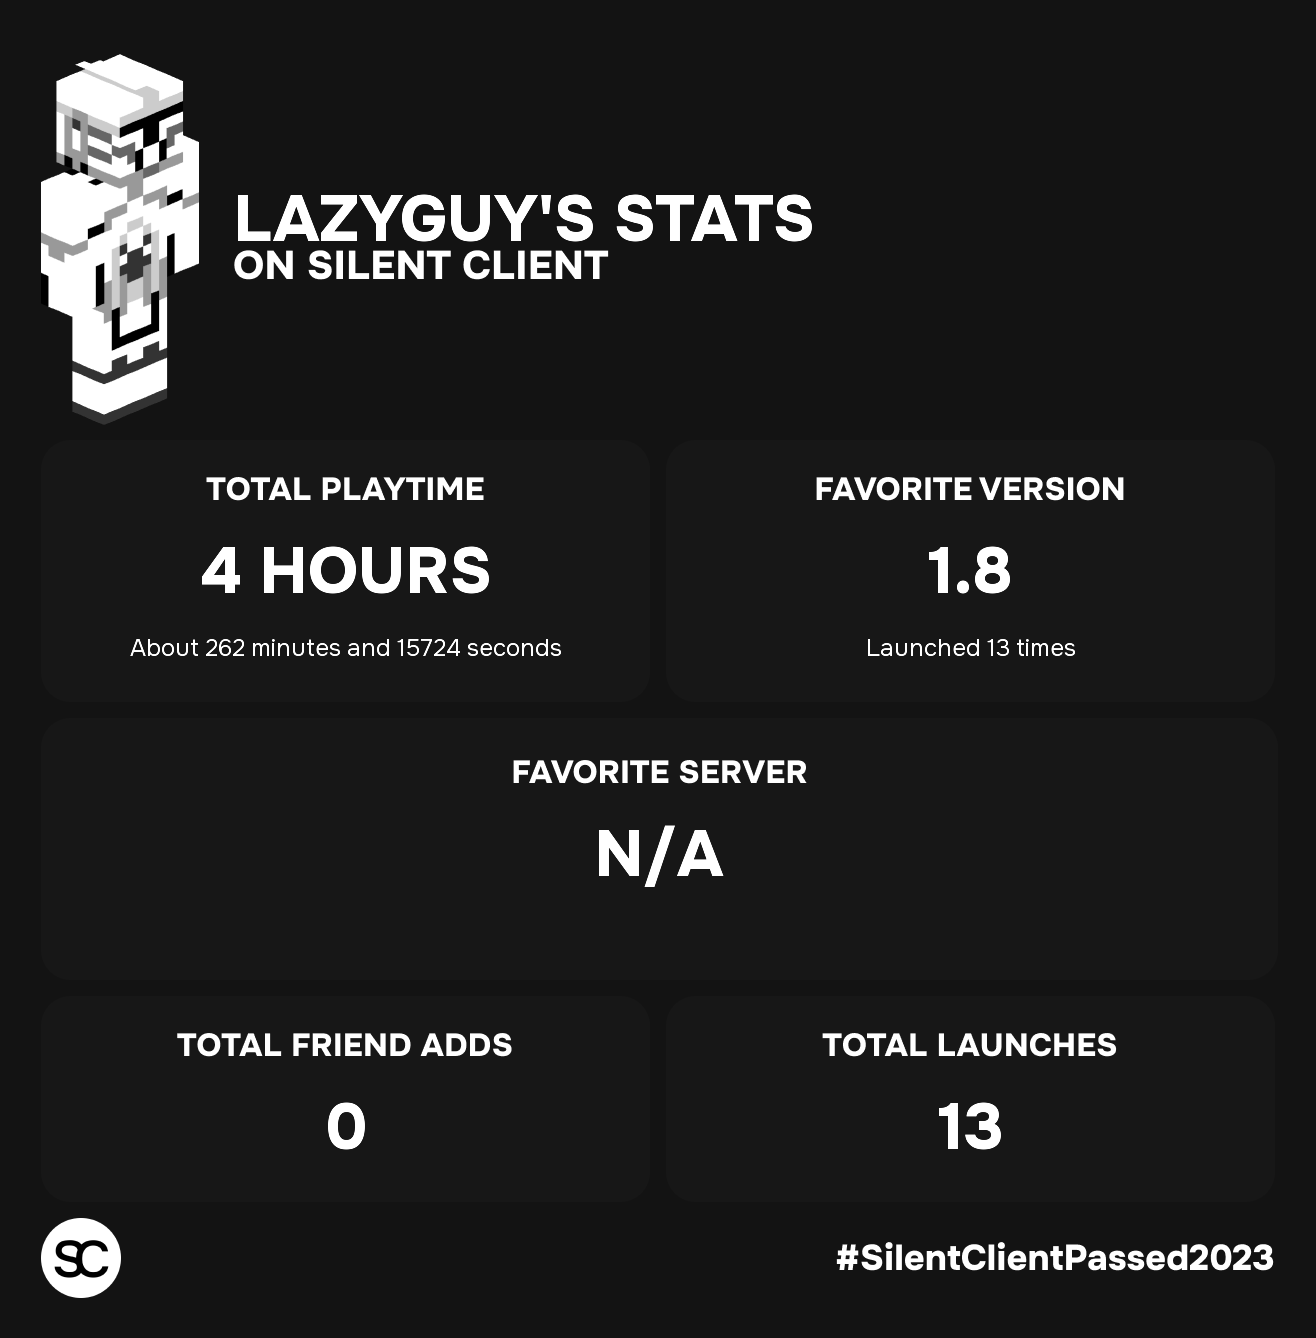 LAZYGUY'S STATS
ON SILENT CLIENT
TOTAL PLAYTIME
4 HOURS
About 262 minutes and 15724 seconds
FAVORITE VERSION
1.8
Launched 13 times
FAVORITE SERVER
N/A
TOTAL FRIEND ADDS
0
TOTAL LAUNCHES
13
SC
#SilentClientPassed2023